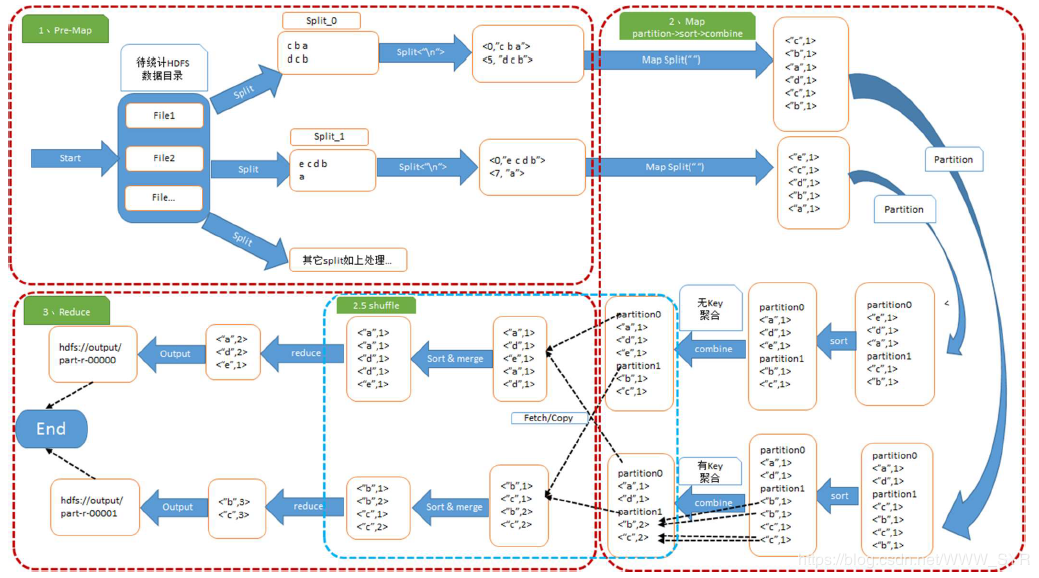 1、Pre-Map
待统计HDFS
数据目录
File1
File2
File...
Start
Split
Split
Split
Split_0
c b a
d c b
Split_1
e c d b
a
其它split如上处理...
Split<"\n">
Split<"\n">
<0,"c b a">
<5, "d c b">
<0,"e c d b">
<7, "a">
2、Map
partition->sort->combine
Map Split(" ")
Map Split(" ")
<"c",1>
<"b",1>
<"a",1>
<"d",1>
<"c",1>
<"b",1>
<"e",1>
<"c",1>
<"d",1>
<"b",1>
<"a",1>
Partition
Partition
partition0
<"e",1>
<"d",1>
<"a",1>
partition1
<"c",1>
<"b",1>
<
sort
partition0
<"a",1>
<"d",1>
<"e",1>
partition1
<"b",1>
<"c",1>
无Key
聚合
combine
partition0
<"a",1>
<"d",1>
<"e",1>
partition1
<"b",1>
<"c",1>
partition0
<"a",1>
<"d",1>
partition1
<"c",1>
<"b",1>
<"c",1>
<"b",1>
sort
partition0
<"a",1>
<"d",1>
partition1
<"b",1>
<"b",1>
<"c",1>
<"c",1>
有Key
聚合
combine
partition0
<"a",1>
<"d",1>
partition1
<"b",2>
<"c",2>
2.5 shuffle
Fetch/Copy
<"a",1>
<"d",1>
<"e",1>
<"a",1>
<"d",1>
Sort & merge
<"a",1>
<"a",1>
<"d",1>
<"d",1>
<"e",1>
<"b",1>
<"c",1>
<"b",2>
<"c",2>
Sort & merge
<"b",1>
<"b",2>
<"c",1>
<"c",2>
3、Reduce
reduce
<"a",2>
<"d",2>
<"e",1>
Output
hdfs://output/
part-r-00000
End
reduce
<"b",3>
<"c",3>
Output
hdfs://output/
part-r-00001